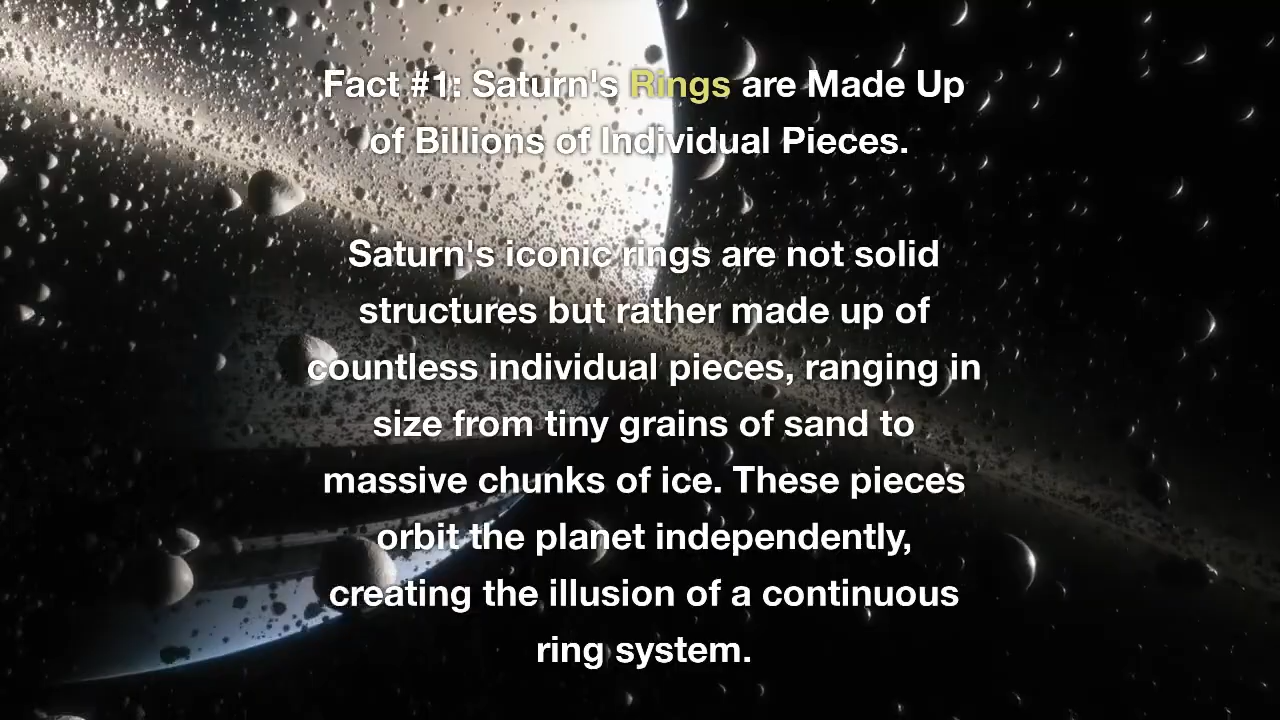 Fact #1: Saturn's Rings are Made Up
of Billions of Individual Pieces.
Saturn's iconic rings are not solid
structures but rather made up of
countless individual pieces, ranging in
size from tiny grains of sand to
massive chunks of ice. These pieces
orbit the planet independently,
creating the illusion of a continuous
ring system.